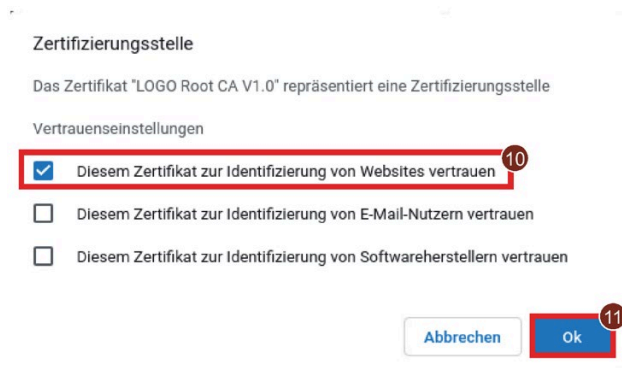 Zertifizierungsstelle
Das Zertifikat "LOGO Root CA V1.0" repräsentiert eine Zertifizierungsstelle
Vertrauenseinstellungen
10
Diesem Zertifikat zur Identifizierung von Websites vertrauen
Diesem Zertifikat zur Identifizierung von E-Mail-Nutzern vertrauen
Diesem Zertifikat zur Identifizierung von Softwareherstellern vertrauen
11
Abbrechen Ok